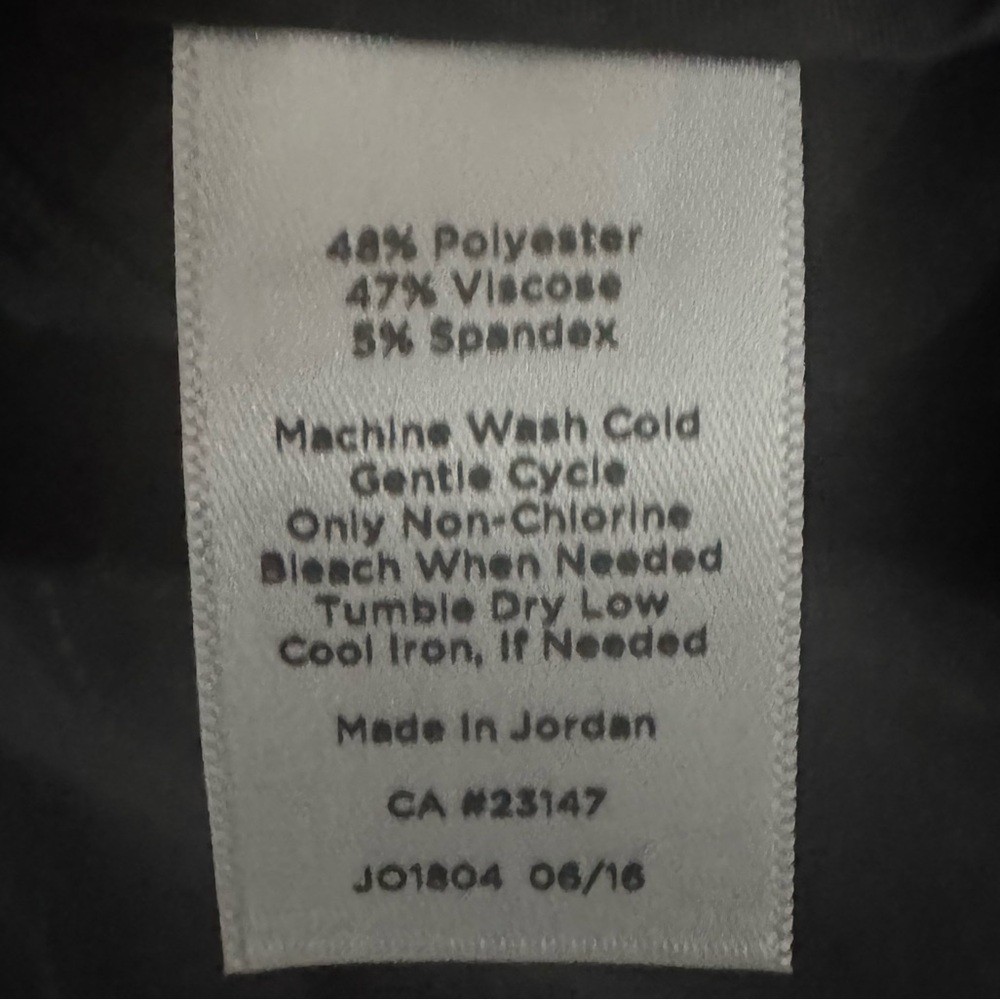 48% Polyester
47% Viscose
5% Spandex
Machine Wash Cold
Gentle Cycle
Only Non-Chlorine
Bleach When Needed
Tumble Dry Low
Cool Iron, If Needed
Made In Jordan
CA #23147
JO1804 06/16